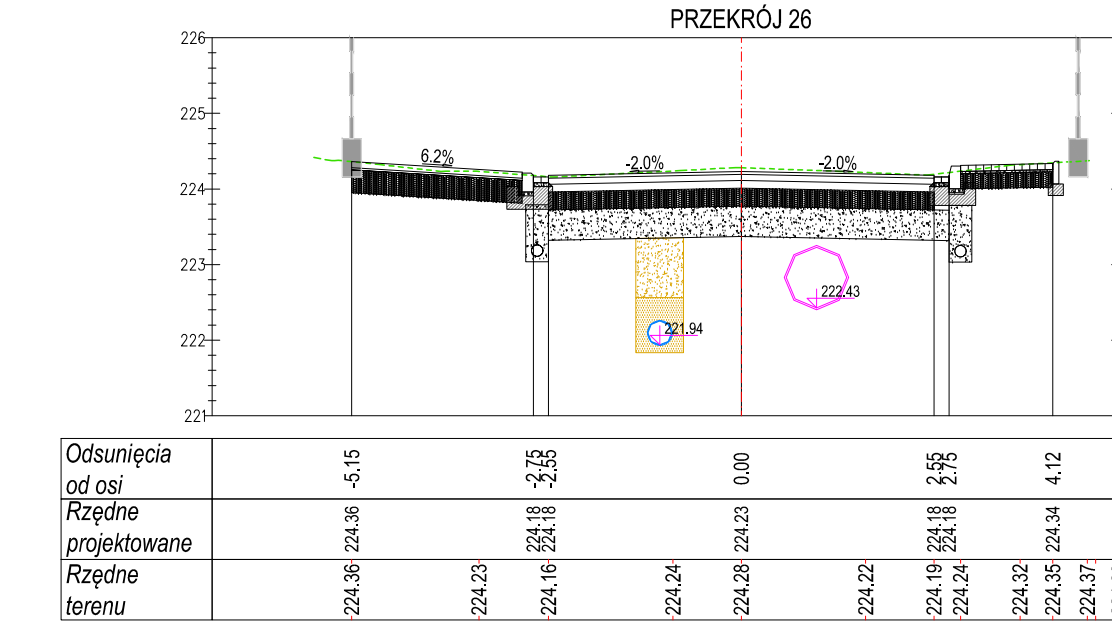 PRZEKRÓJ 26
226
225
224
223
222
221
6.2%
-2.0%
-2.0%
222.43
221.94
Odsunięcia
od osi
-5.15 -2.75 -2.55 0.00 2.55 2.75 4.12
Rzędne
projektowane
224.36 224.18 224.18 224.23 224.18 224.18 224.34
Rzędne
terenu
224.36 224.23 224.16 224.24 224.28 224.22 224.19 224.24 224.32 224.35 224.37